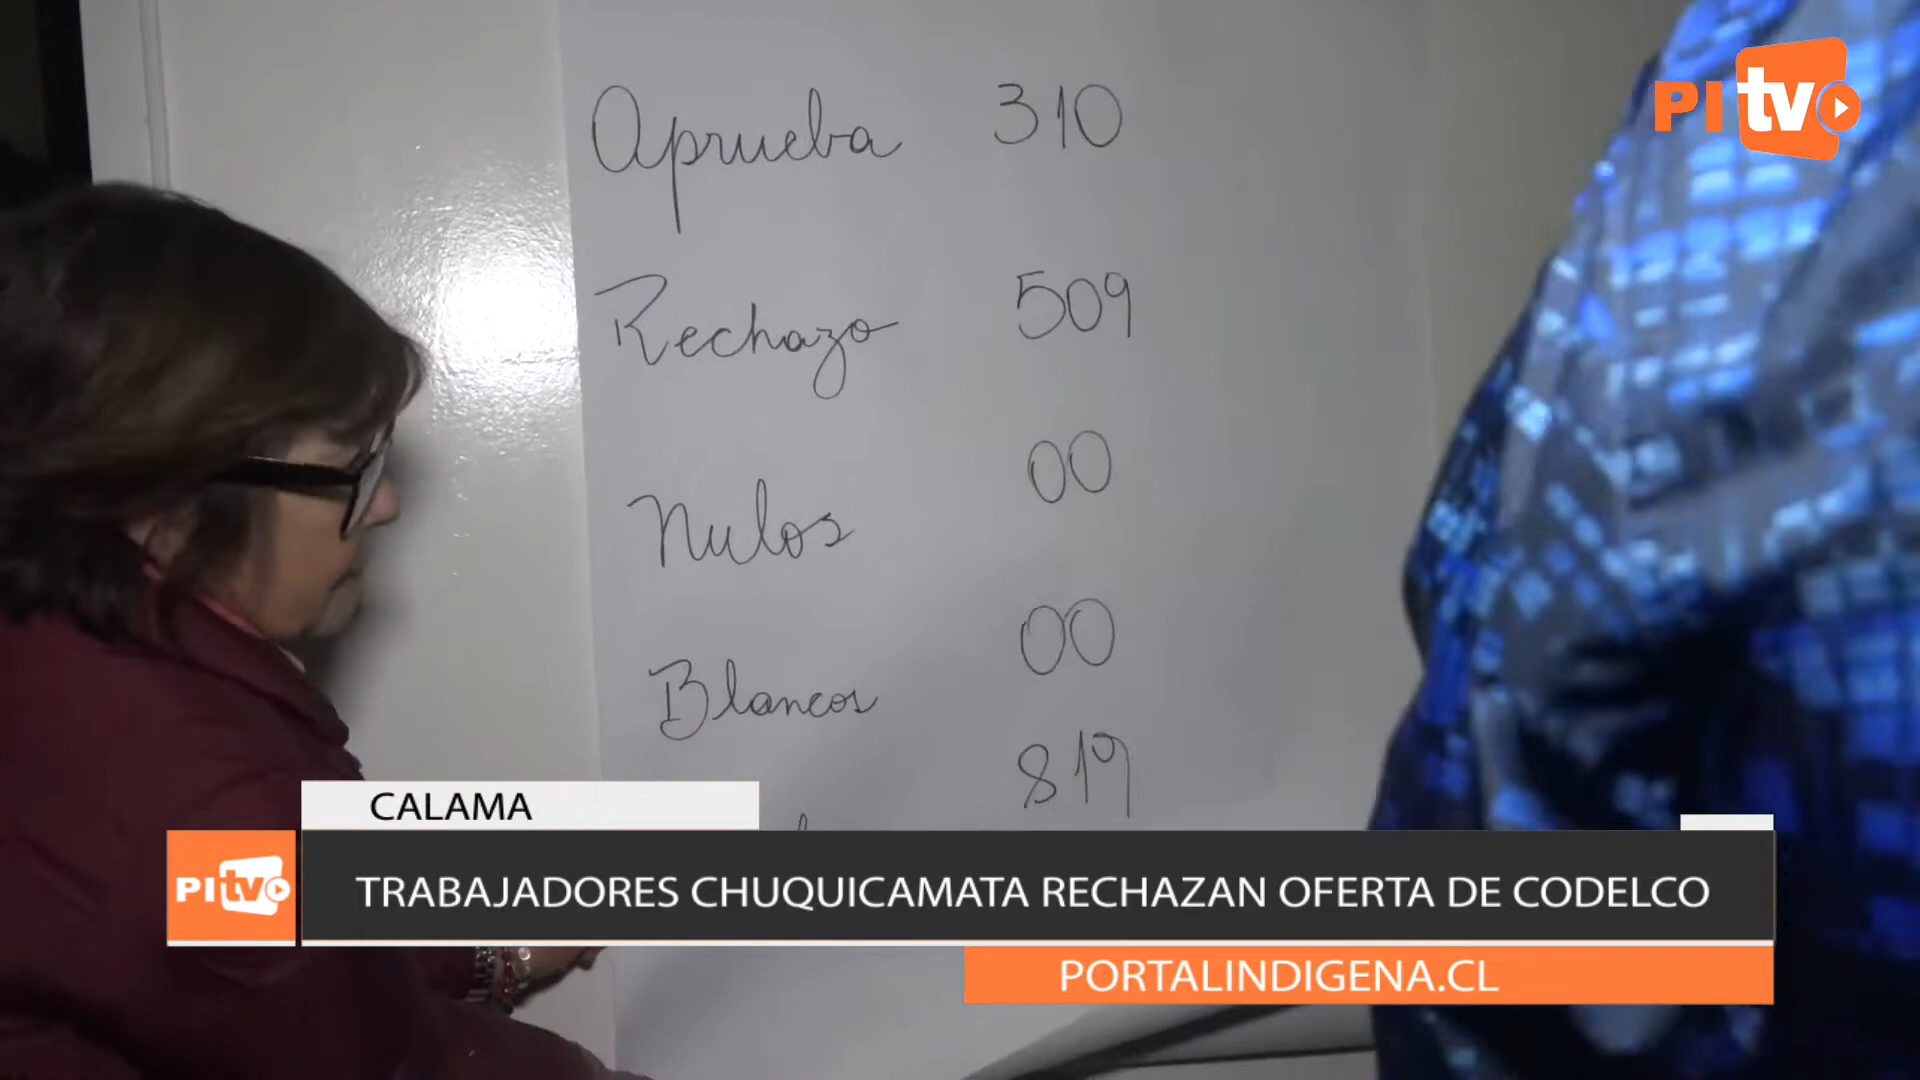 PItv
Aprueba 310
Rechazo 509
Nulos 00
Blancos 00
819
CALAMA
PItv
TRABAJADORES CHUQUICAMATA RECHAZAN OFERTA DE CODELCO
PORTALINDIGENA.CL